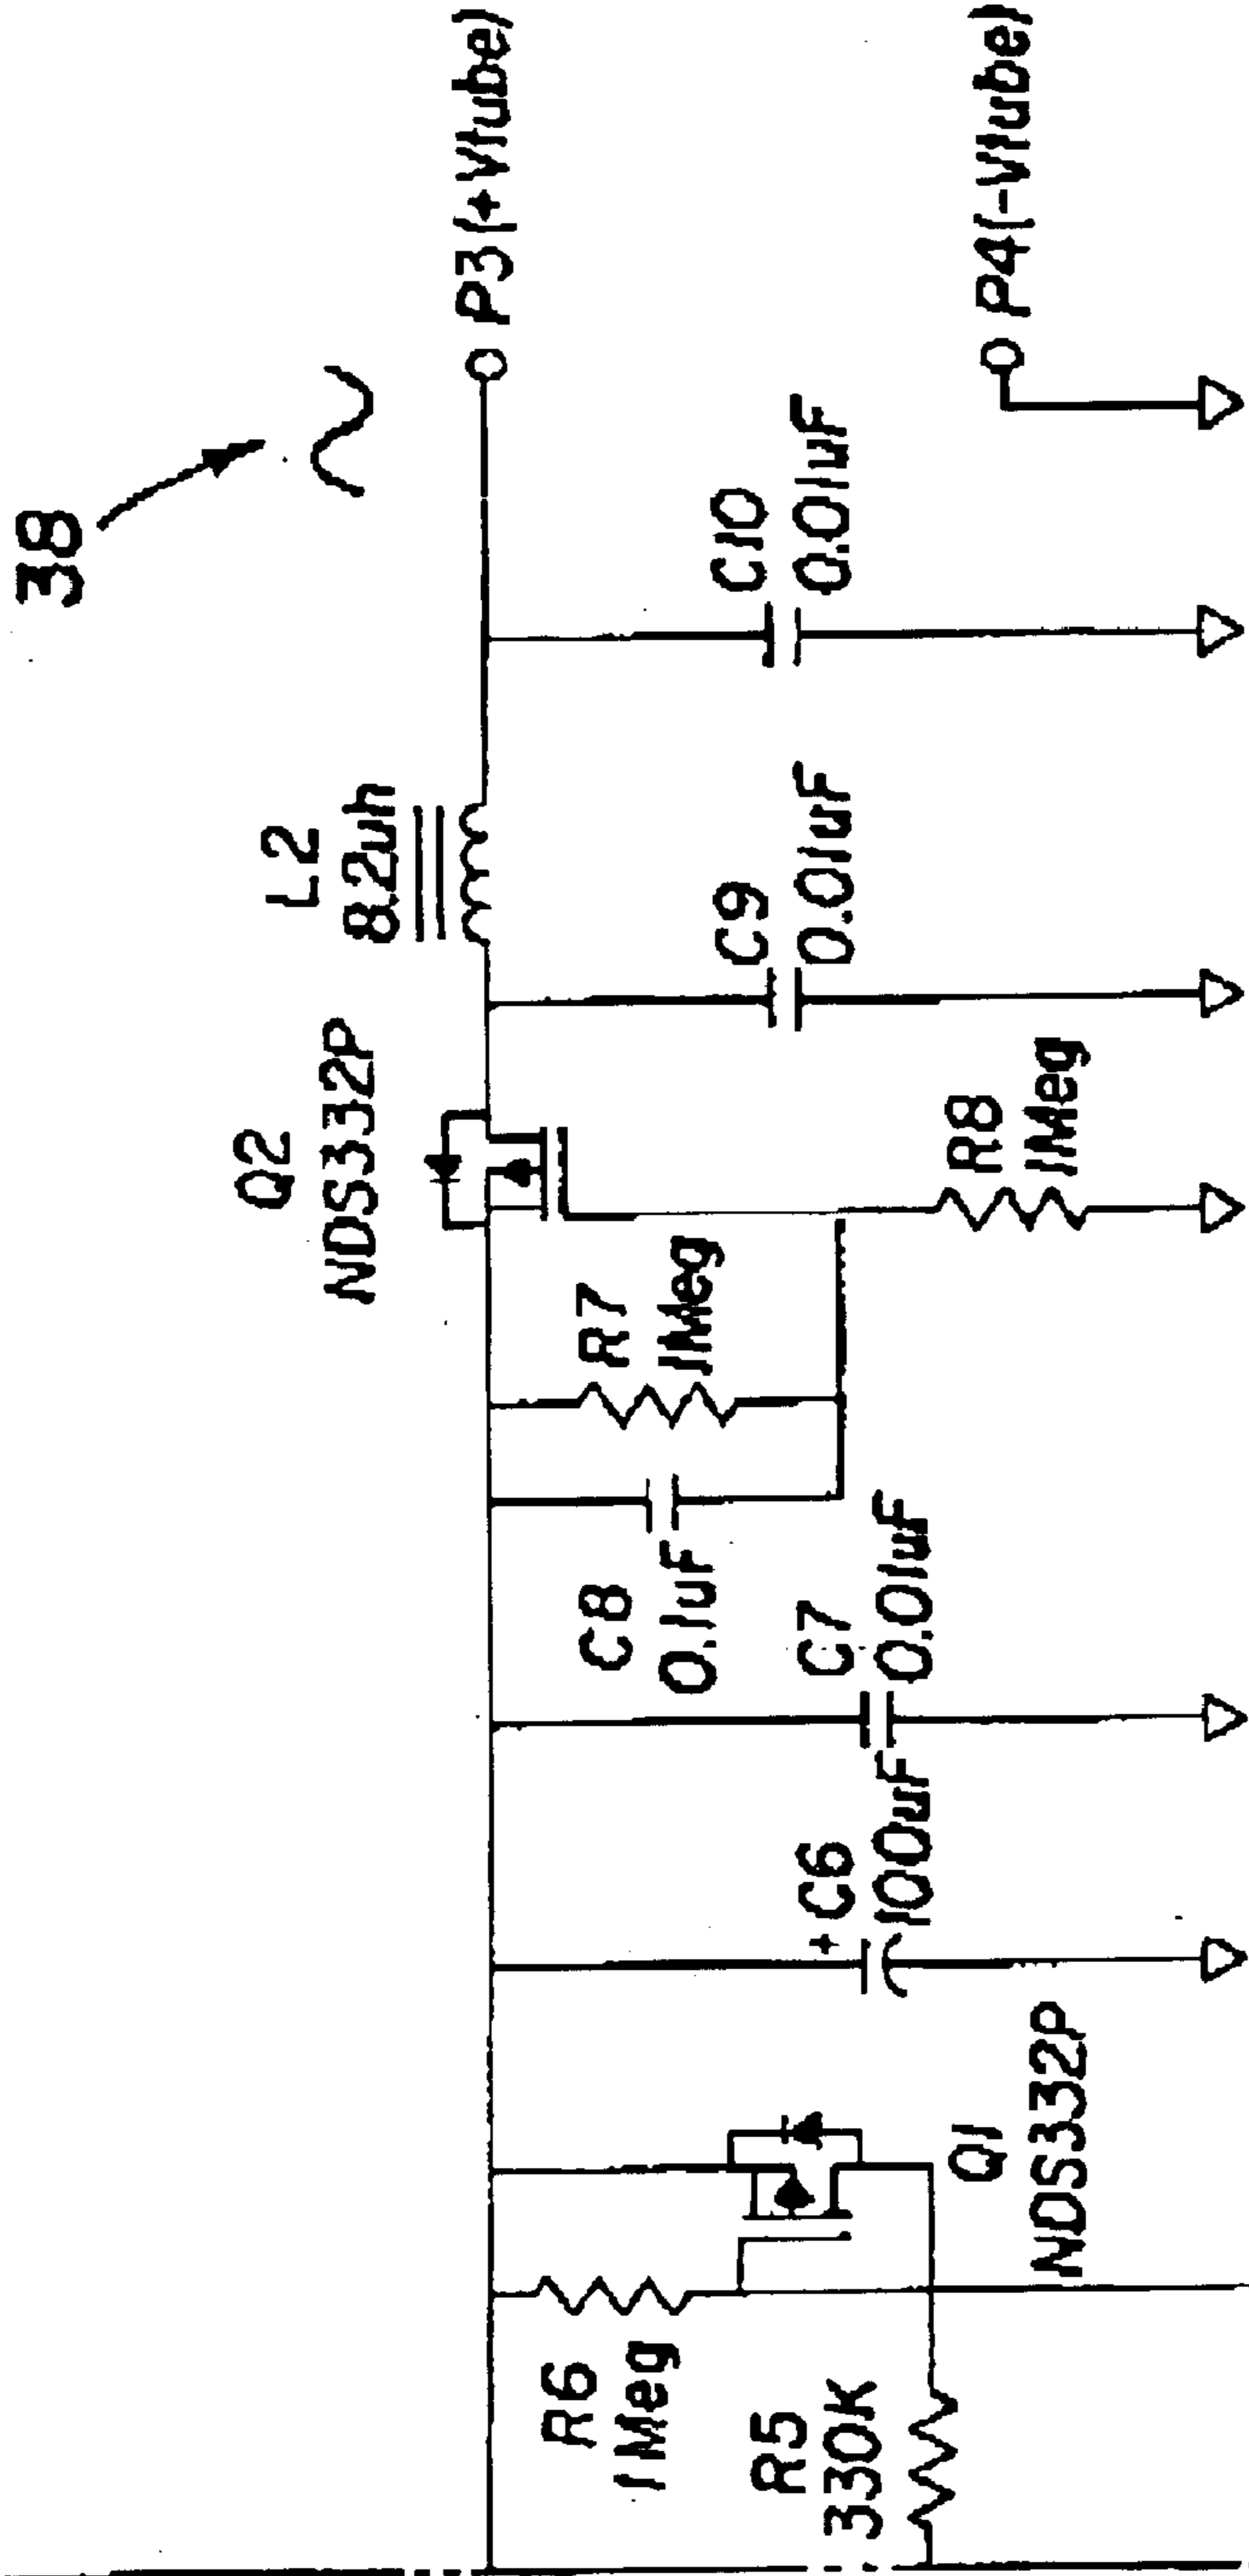 38
L2
8.2uh
P3(+Vtube)
Q2
NDS332P
R6
1Meg
R5
330K
Q1
NDS332P
+
C6
100uF
C7
0.01uF
C8
0.1uF
R7
1Meg
R8
1Meg
C9
0.01uF
C10
0.01uF
P4(-Vtube)